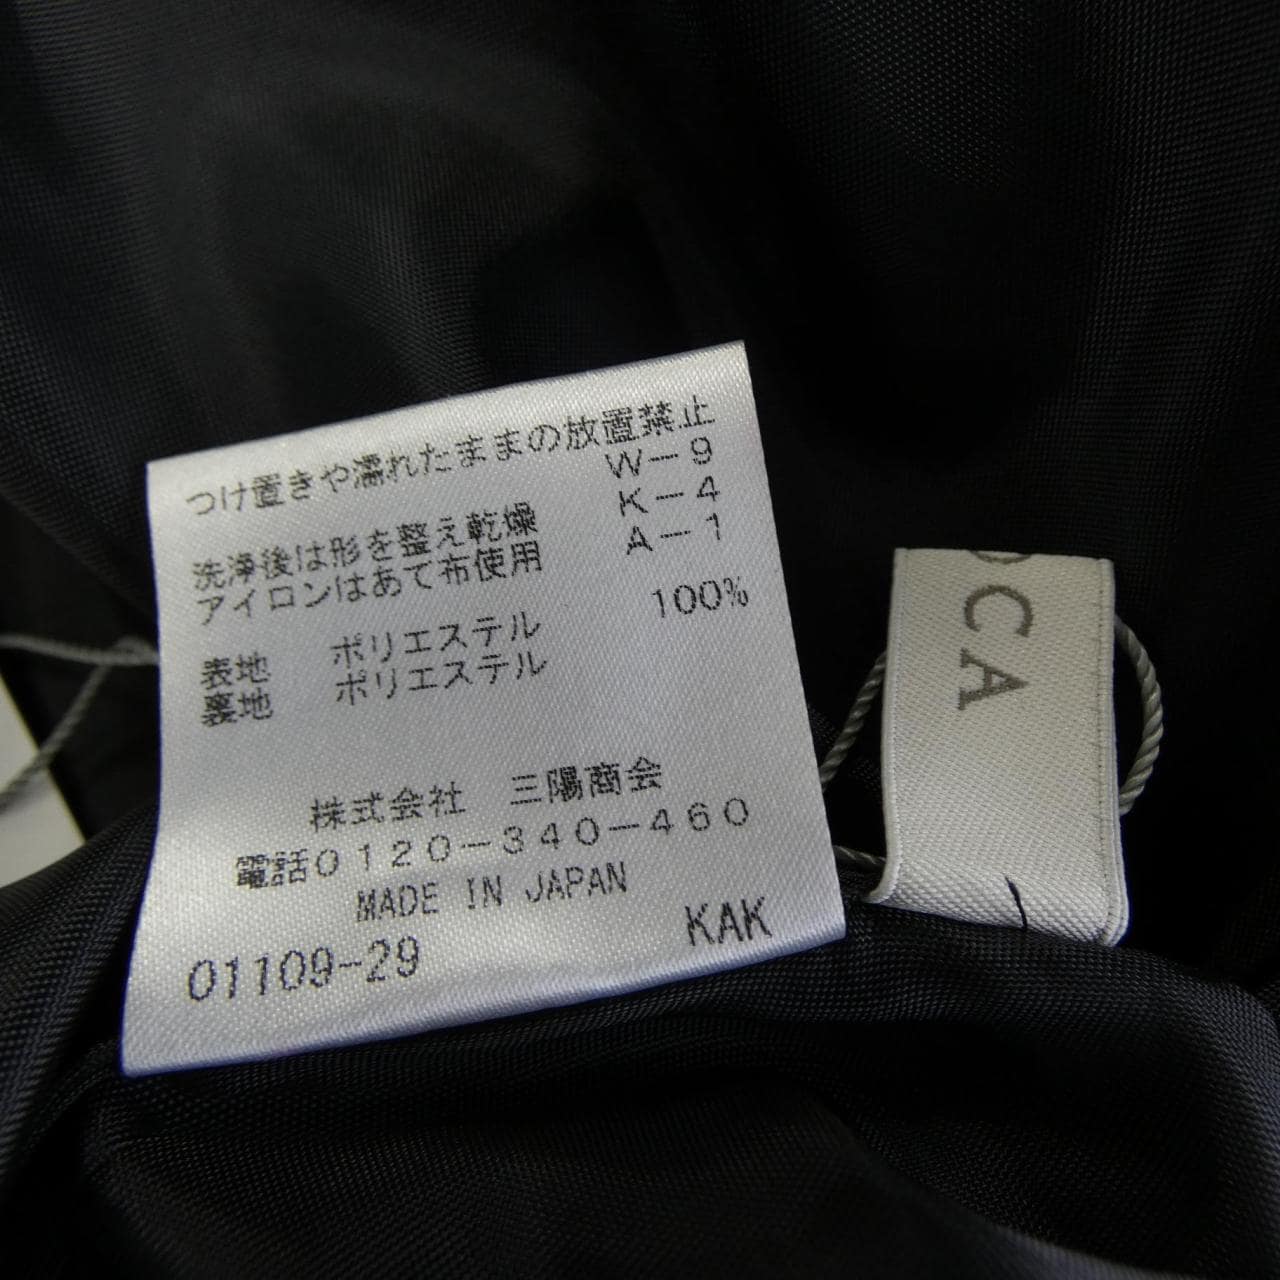 つけ置きや濡れたままの放置禁止
W－9
K－4
A－1
洗浄後は形を整え乾燥
アイロンはあて布使用
表地 ポリエステル 100%
裏地 ポリエステル
株式会社 三陽商会
電話0120－340－460
MADE IN JAPAN
01109-29 KAK
CA